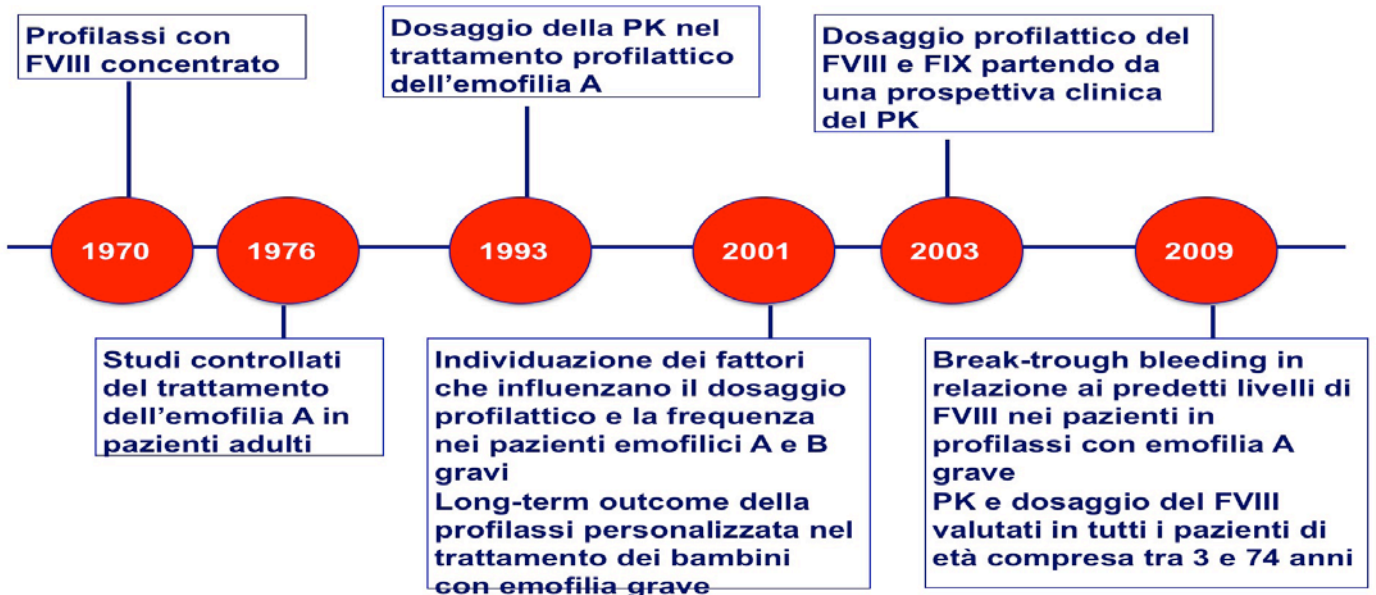 Profilassi con
FVIII concentrato
Dosaggio della PK nel
trattamento profilattico
dell'emofilia A
Dosaggio profilattico del
FVIII e FIX partendo da
una prospettiva clinica
del PK
1970
1976
1993
2001
2003
2009
Studi controllati
del trattamento
dell'emofilia A in
pazienti adulti
Individuazione dei fattori
che influenzano il dosaggio
profilattico e la frequenza
nei pazienti emofilici A e B
gravi
Long-term outcome della
profilassi personalizzata nel
trattamento dei bambini
con emofilia grave
Break-trough bleeding in
relazione ai predetti livelli di
FVIII nei pazienti in
profilassi con emofilia A
grave
PK e dosaggio del FVIII
valutati in tutti i pazienti di
età compresa tra 3 e 74 anni